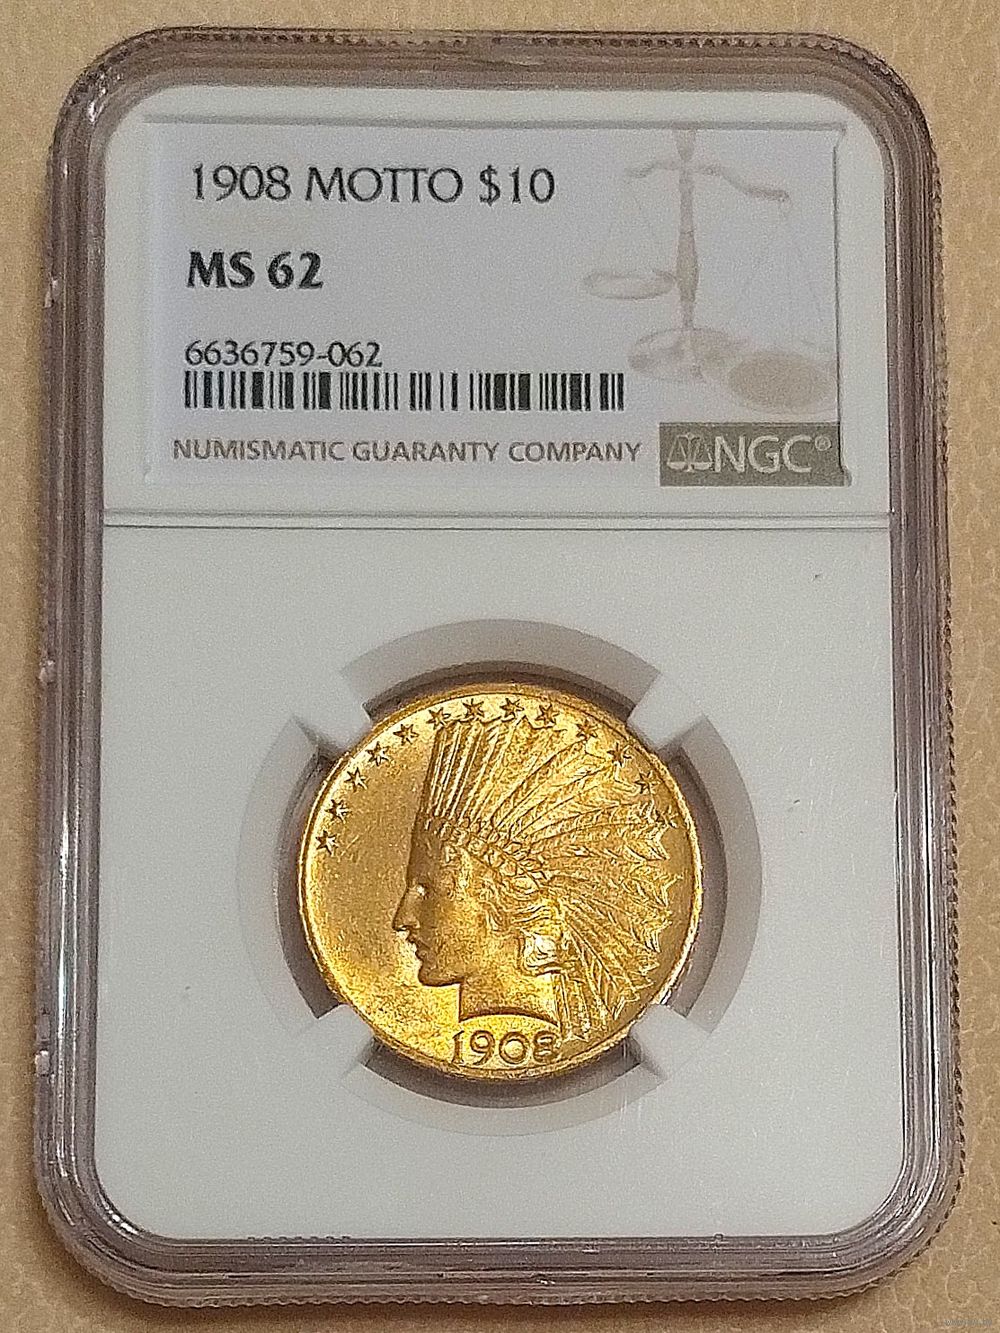 1908 MOTTO $10
MS 62
6636759-062
NUMISMATIC GUARANTY COMPANY
NGC®
1908